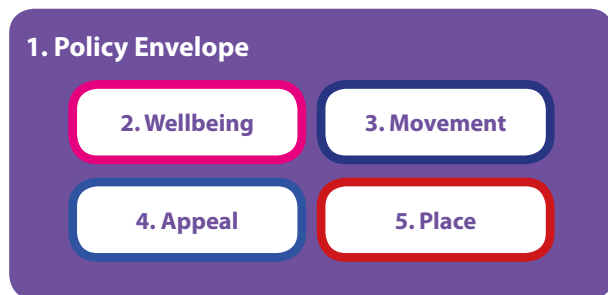 1. Policy Envelope
2. Wellbeing
3. Movement
4. Appeal
5. Place